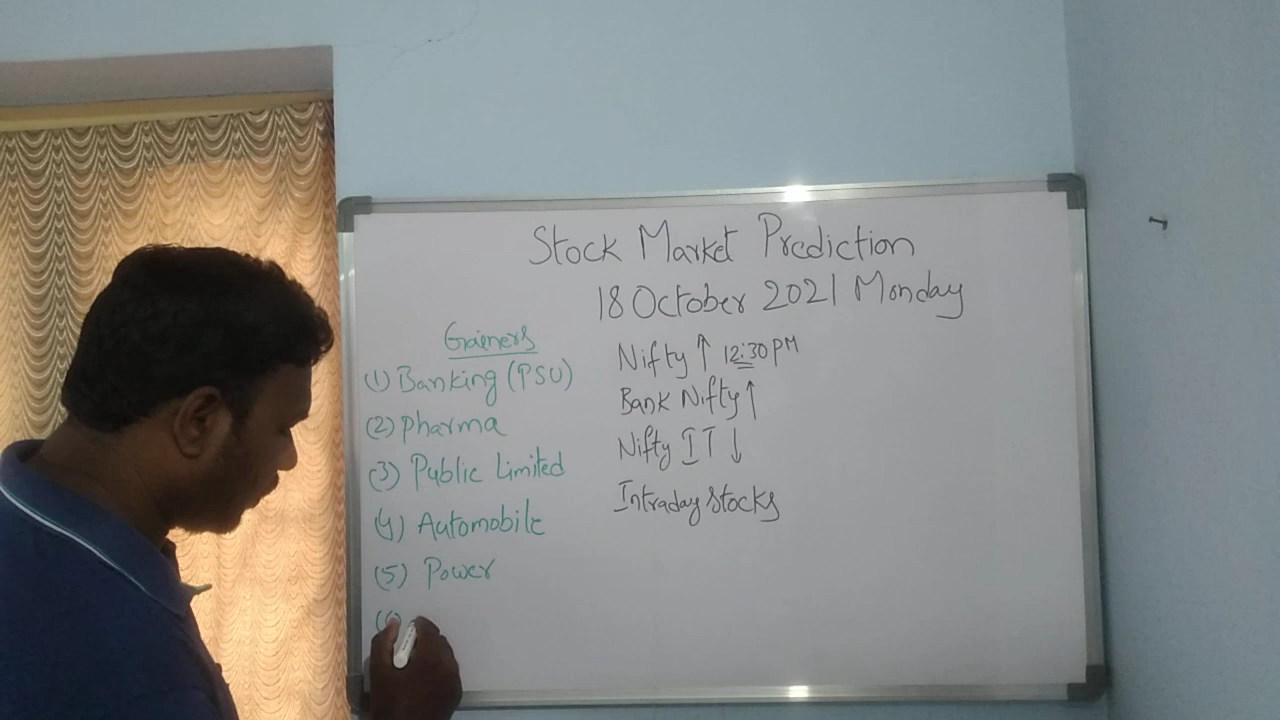 Stock Market Prediction
18 October 2021 Monday
Gainers
(1) Banking (PSU)
(2) Pharma
(3) Public Limited
(4) Automobile
(5) Power
(6)
Nifty ↑ 12:30 PM
Bank Nifty ↑
Nifty IT ↓
Intraday Stocks